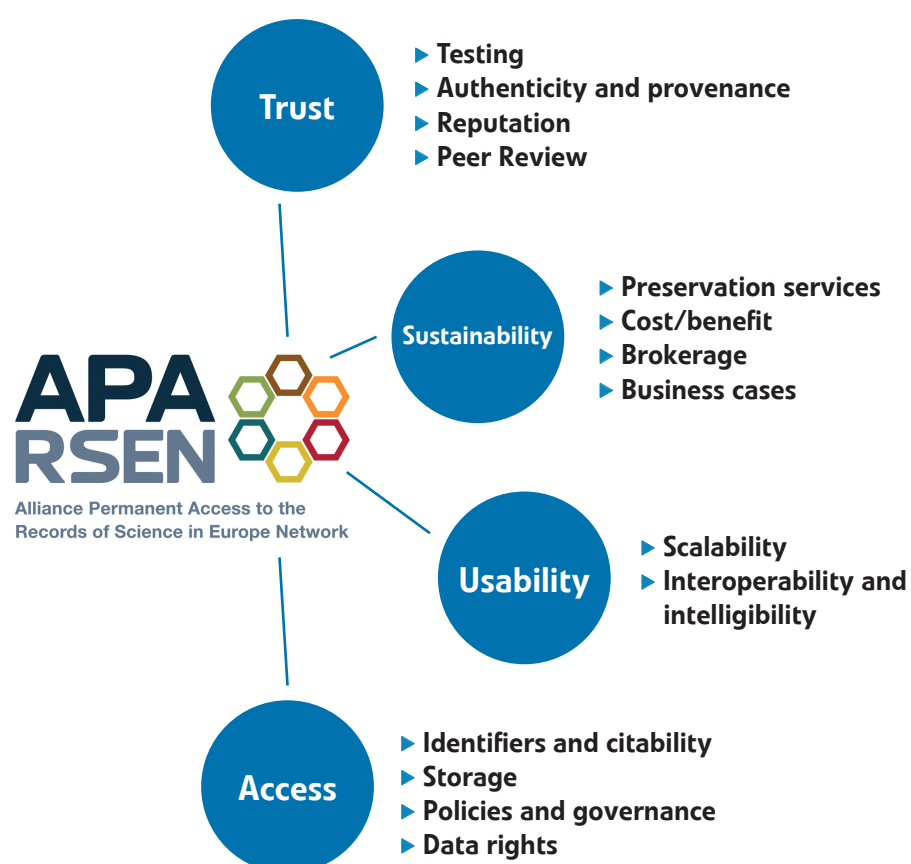 Trust
Testing
Authenticity and provenance
Reputation
Peer Review
Sustainability
Preservation services
Cost/benefit
Brokerage
Business cases
APA
RSEN
Alliance Permanent Access to the
Records of Science in Europe Network
Usability
Scalability
Interoperability and
intelligibility
Access
Identifiers and citability
Storage
Policies and governance
Data rights